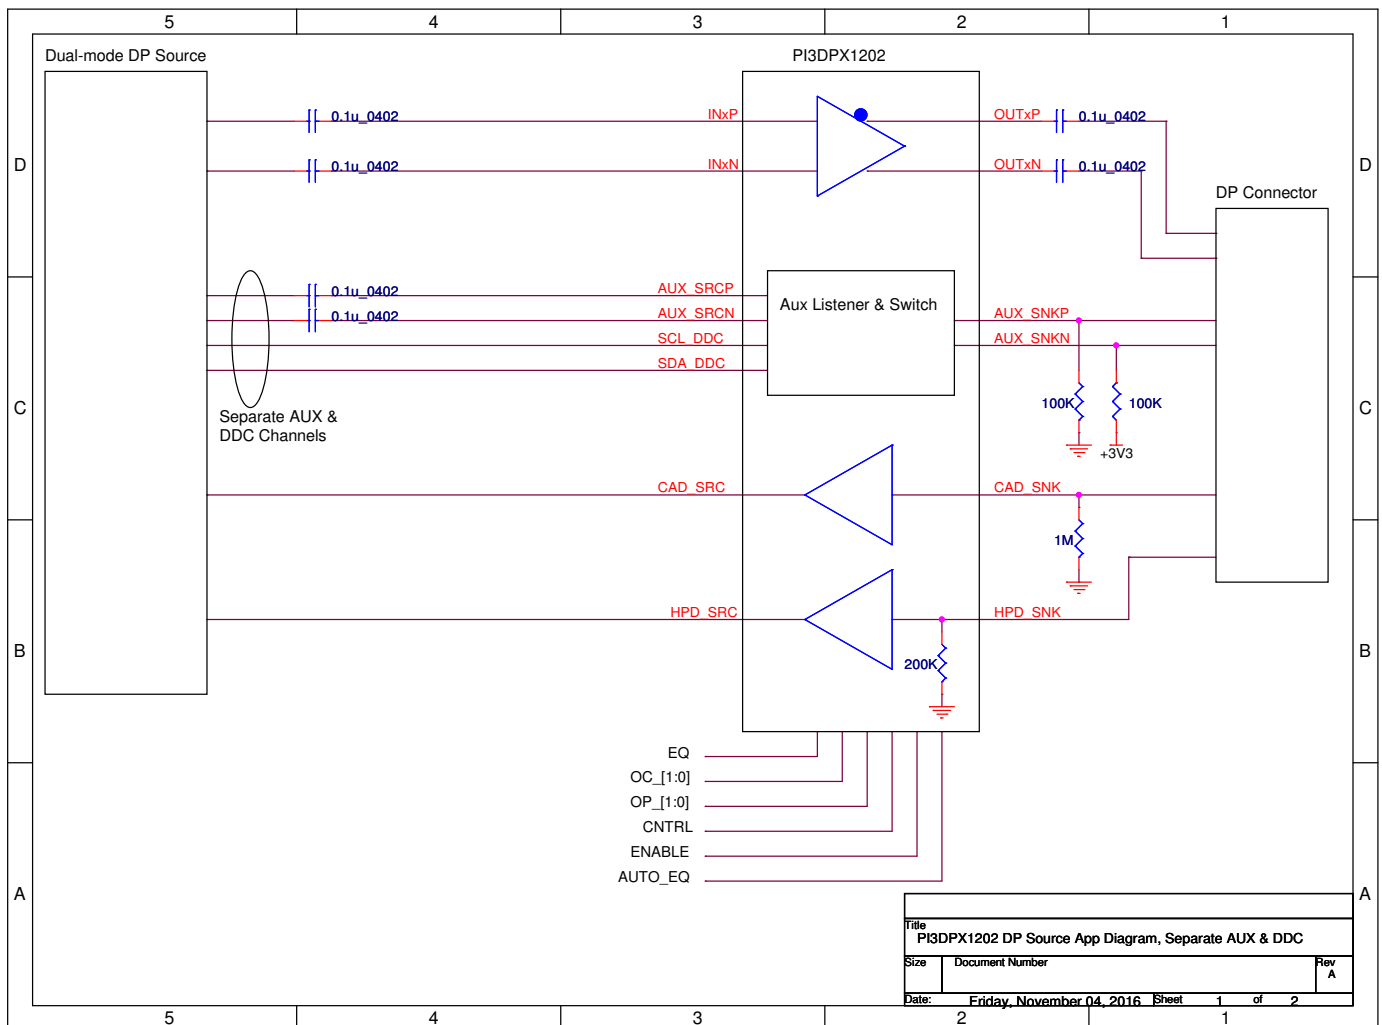 5 4 3 2 1
Dual-mode DP Source
PI3DPX1202
0.1u_0402
INxP
OUTxP
0.1u_0402
D
D
0.1u_0402
INxN
OUTxN
0.1u_0402
DP Connector
0.1u_0402
AUX_SRCP
Aux Listener & Switch
0.1u_0402
AUX_SRCN
AUX_SNKP
SCL_DDC
AUX_SNKN
SDA_DDC
C
C
100K
100K
Separate AUX &
DDC Channels
+3V3
CAD_SRC
CAD_SNK
1M
HPD_SRC
HPD_SNK
B
B
200K
EQ
OC_[1:0]
OP_[1:0]
CNTRL
ENABLE
AUTO_EQ
A
A
Title
PI3DPX1202 DP Source App Diagram, Separate AUX & DDC
Size Document Number Rev
A
Date: Friday, November 04, 2016 Sheet 1 of 2
5 4 3 2 1